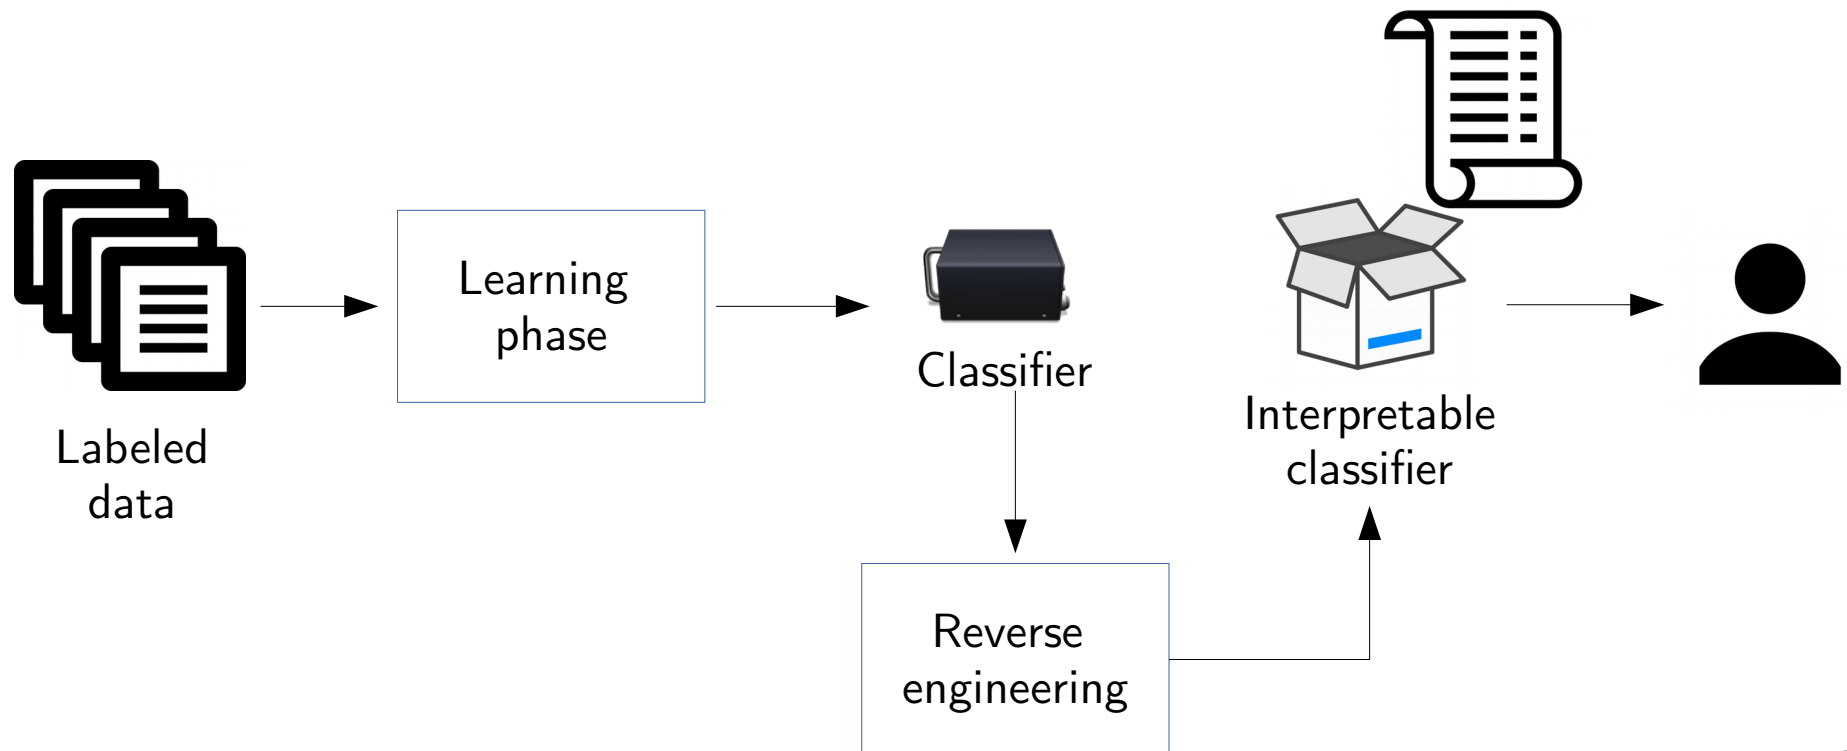 Labeled
data
Learning
phase
Classifier
Reverse
engineering
Interpretable
classifier